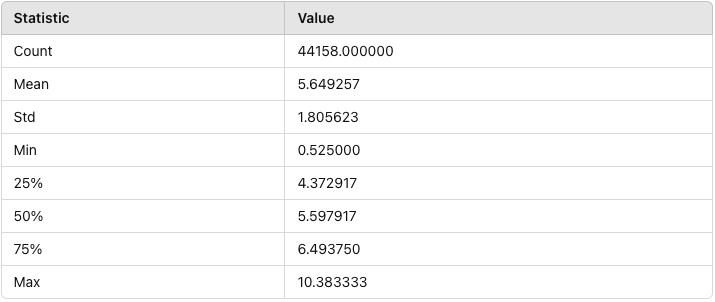 Statistic Value
Count 44158.000000
Mean 5.649257
Std 1.805623
Min 0.525000
25% 4.372917
50% 5.597917
75% 6.493750
Max 10.383333